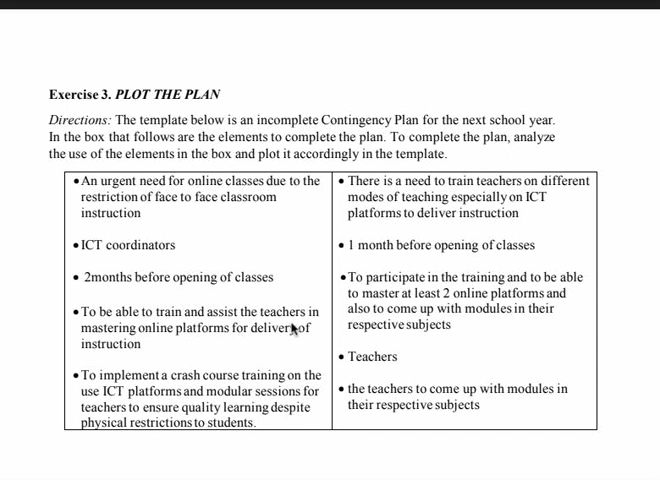 Exercise 3. PLOT THE PLAN
Directions: The template below is an incomplete Contingency Plan for the next school year.
In the box that follows are the elements to complete the plan. To complete the plan, analyze
the use of the elements in the box and plot it accordingly in the template.
• An urgent need for online classes due to the
restriction of face to face classroom
instruction
• ICT coordinators
• 2months before opening of classes
• To be able to train and assist the teachers in
mastering online platforms for delivery of
instruction
• To implement a crash course training on the
use ICT platforms and modular sessions for
teachers to ensure quality learning despite
physical restrictions to students.
• There is a need to train teachers on different
modes of teaching especially on ICT
platforms to deliver instruction
• 1 month before opening of classes
• To participate in the training and to be able
to master at least 2 online platforms and
also to come up with modules in their
respective subjects
• Teachers
• the teachers to come up with modules in
their respective subjects